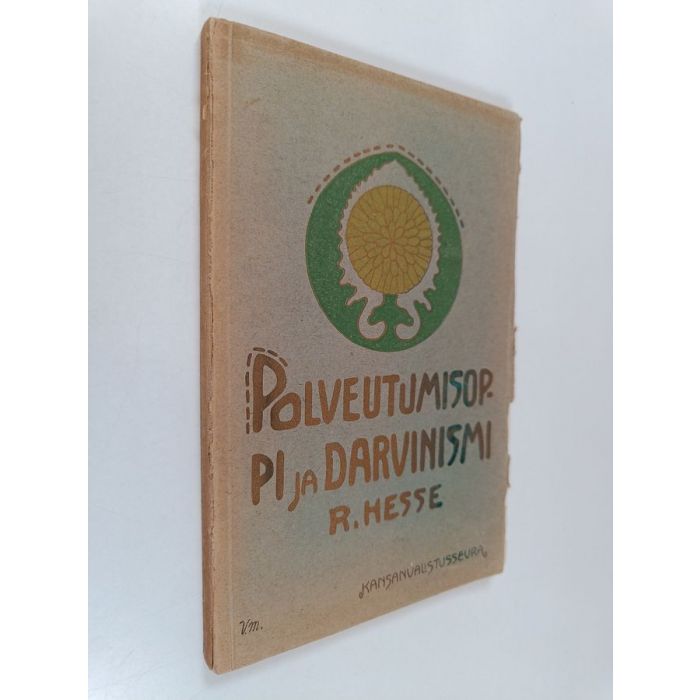 POLVEUTUMISOP-
PI JA DARVINISMI
R. HESSE
KANSANVALISTUSSEURA
V.M.